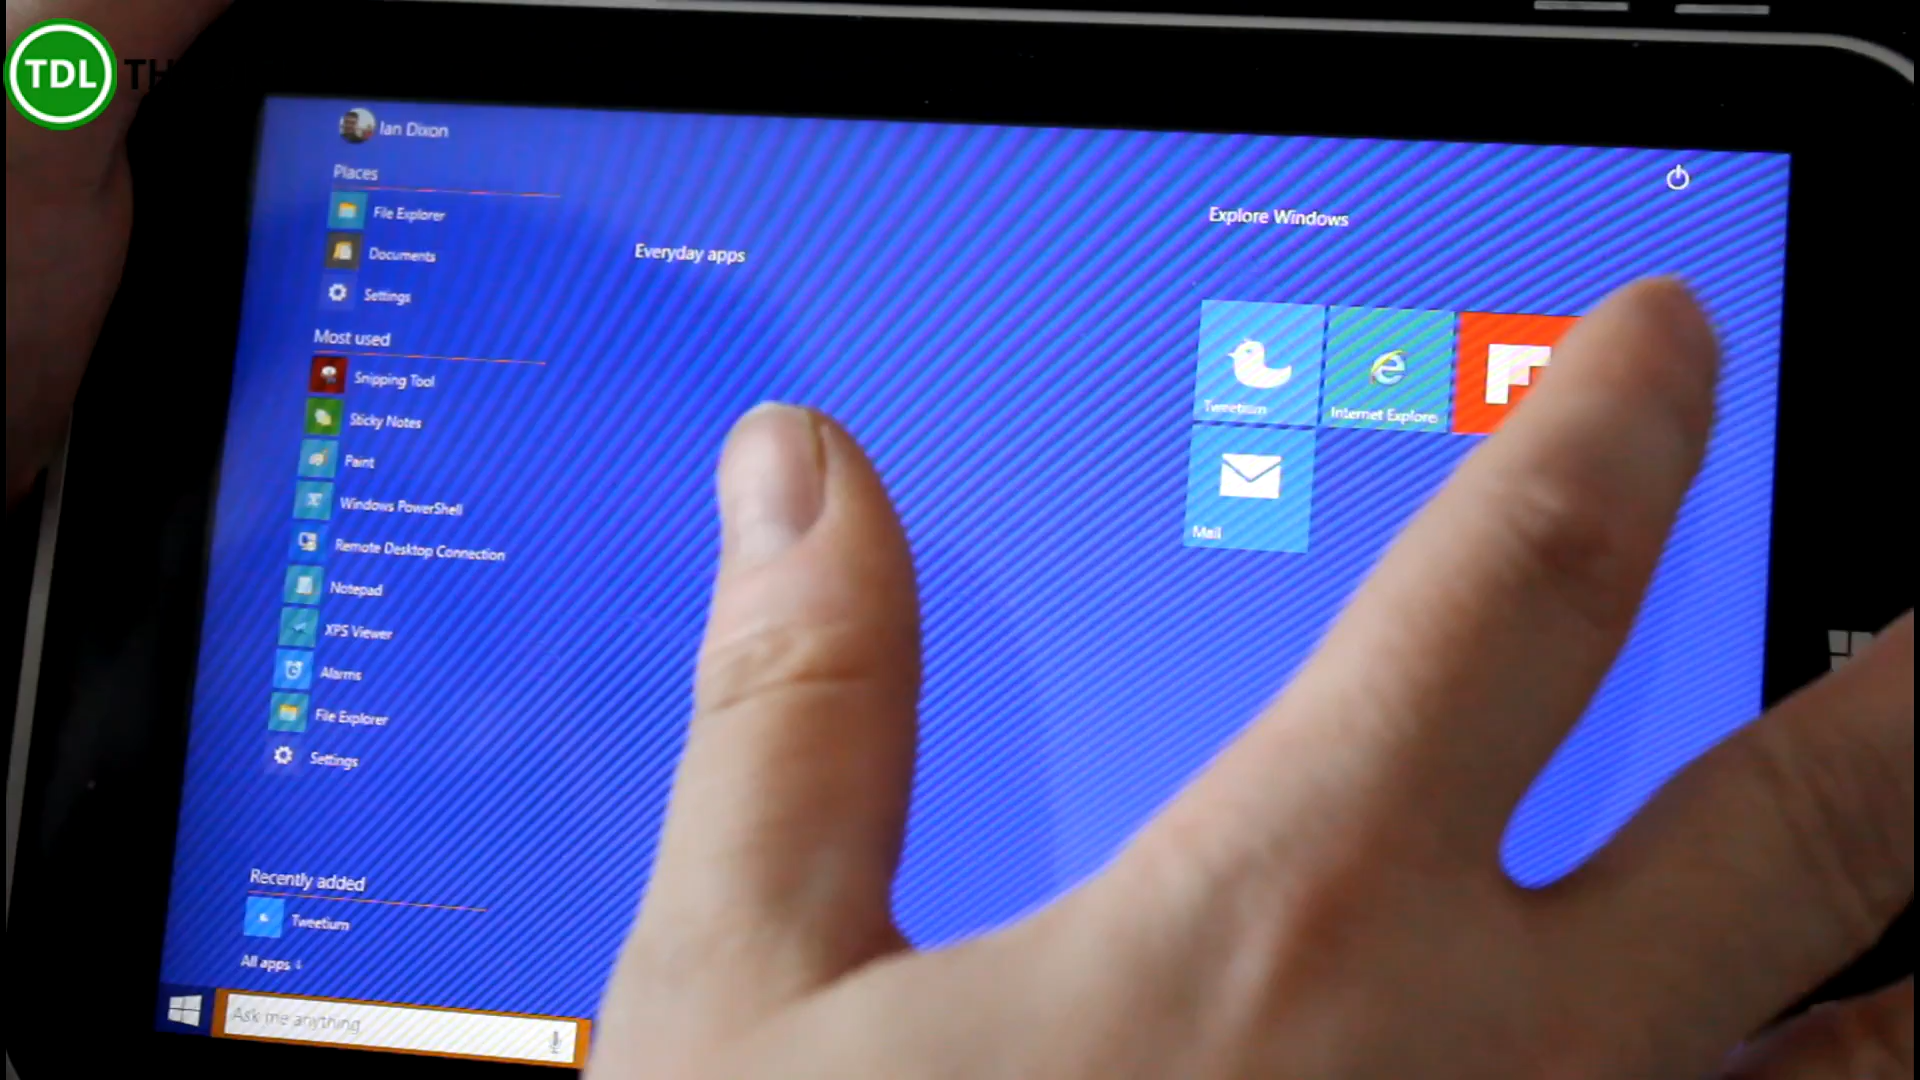 TDL
TH
Ian Dixon
Places
File Explorer
Documents
Settings
Most used
Snipping Tool
Sticky Notes
Paint
Windows PowerShell
Remote Desktop Connection
Notepad
XPS Viewer
Alarms
File Explorer
Settings
Recently added
Tweetium
All apps ↓
Ask me anything
Everyday apps
Explore Windows
Tweetium
Internet Explore
Mail